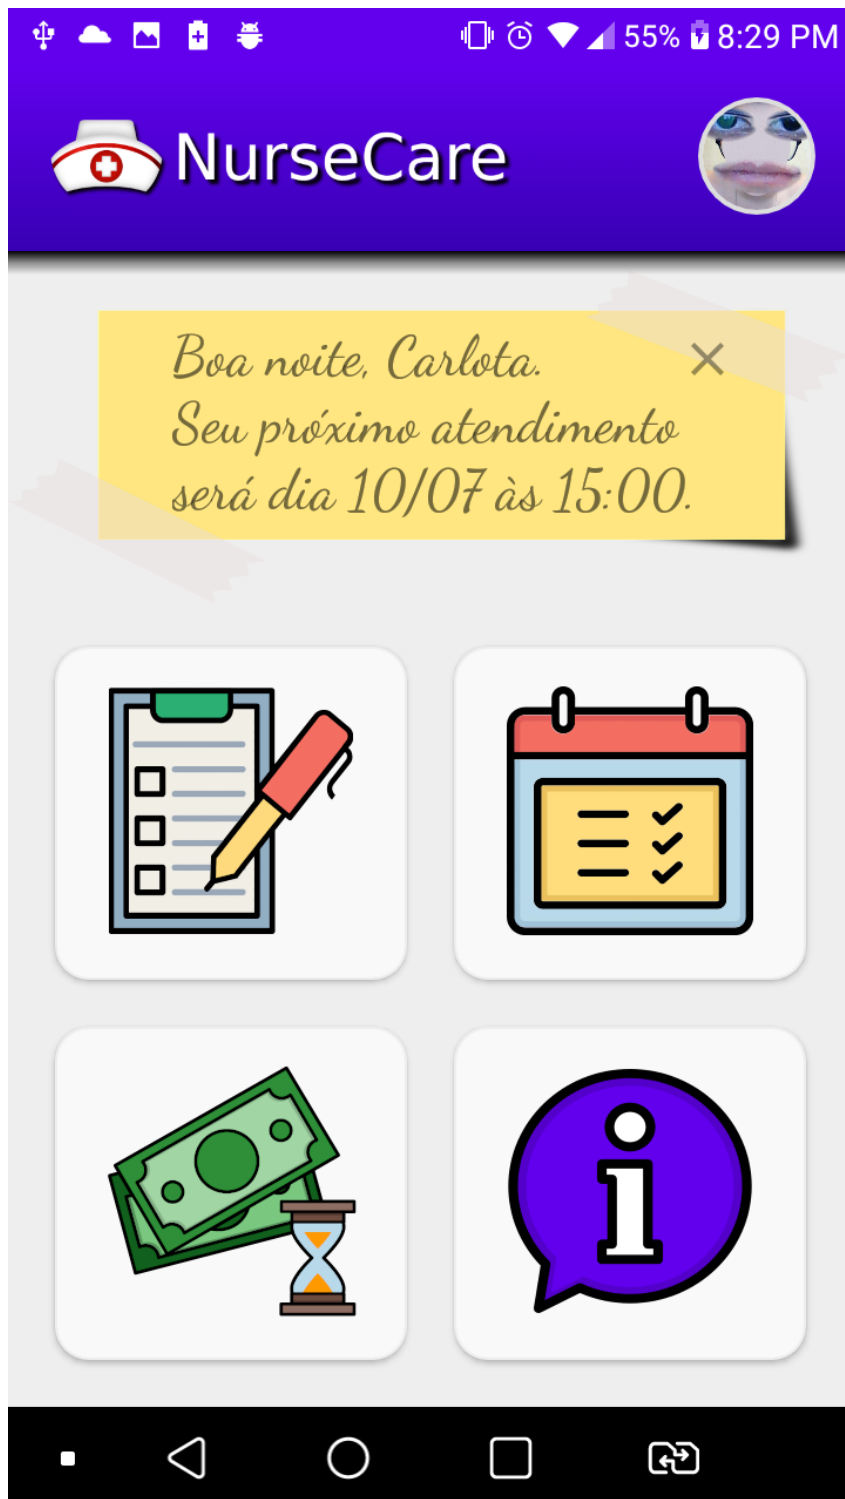 55% 8:29 PM
NurseCare
Boa noite, Carlota.
Seu próximo atendimento
será dia 10/07 às 15:00.